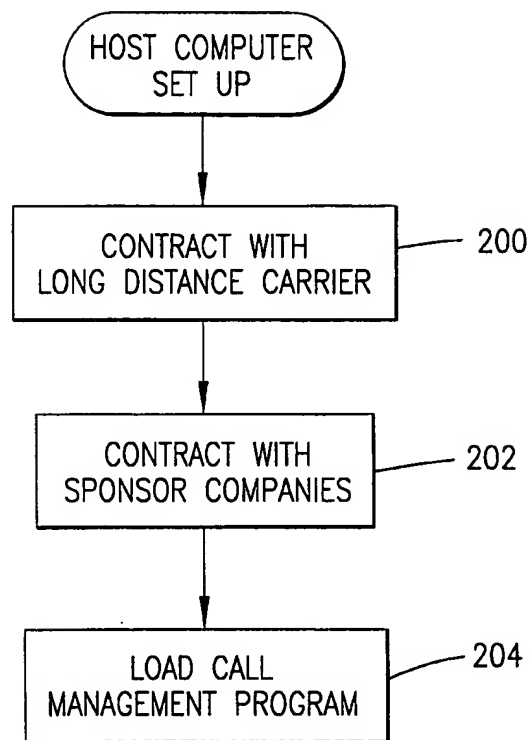 HOST COMPUTER
SET UP
CONTRACT WITH
LONG DISTANCE CARRIER
200
CONTRACT WITH
SPONSOR COMPANIES
202
LOAD CALL
MANAGEMENT PROGRAM
204